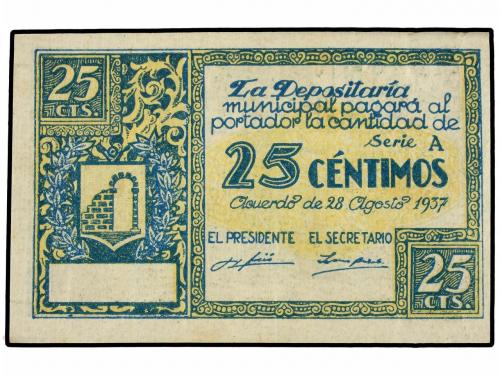 25
CTS.
La Depositaría
municipal pagará al
portador la cantidad de
Serie A
25 CÉNTIMOS
Acuerdo de 28 Agosto 1937
EL PRESIDENTE EL SECRETARIO
25
CTS.